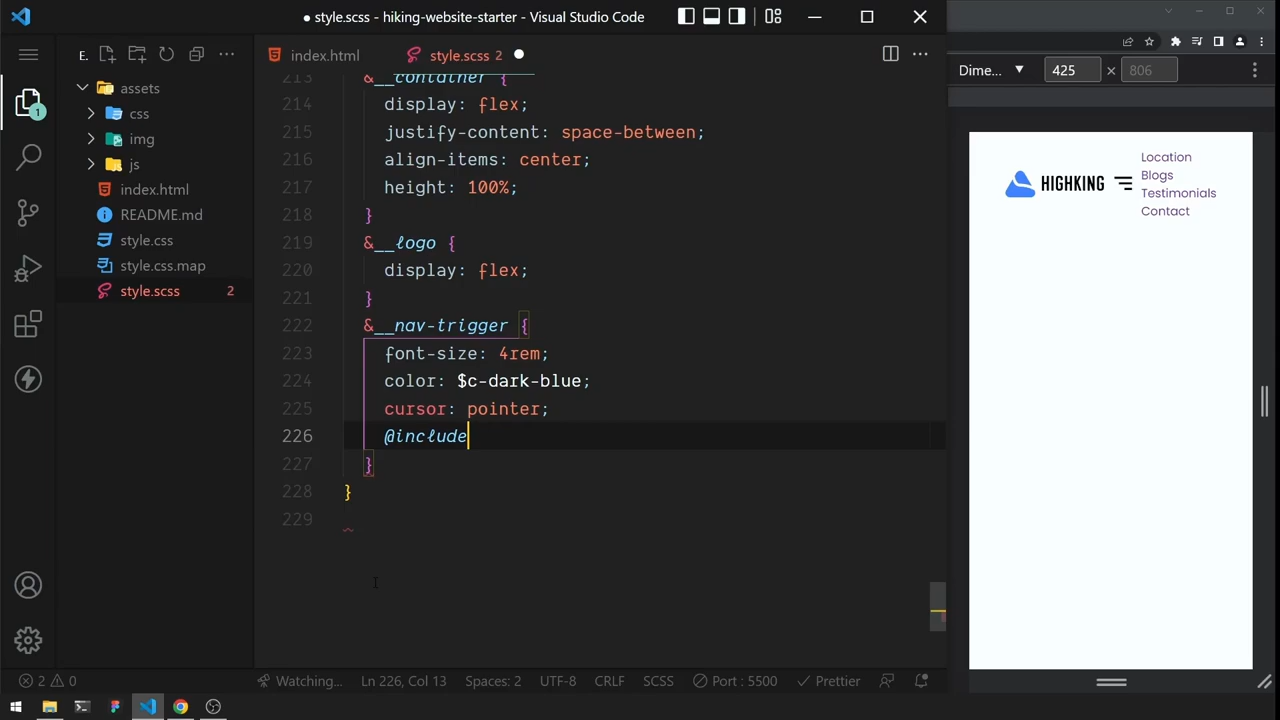 ● style.scss - hiking-website-starter - Visual Studio Code
E.
index.html
style.scss 2
assets
css
img
js
index.html
README.md
style.css
style.css.map
style.scss 2
1
213 &__container {
214 display: flex;
215 justify-content: space-between;
216 align-items: center;
217 height: 100%;
218 }
219 &__logo {
220 display: flex;
221 }
222 &__nav-trigger {
223 font-size: 4rem;
224 color: $c-dark-blue;
225 cursor: pointer;
226 @include
227 }
228 }
229
Dime... ▼ 425 × 806
HIGHKING
Location
Blogs
Testimonials
Contact
2 0 Watching... Ln 226, Col 13 Spaces: 2 UTF-8 CRLF SCSS Port : 5500 Prettier